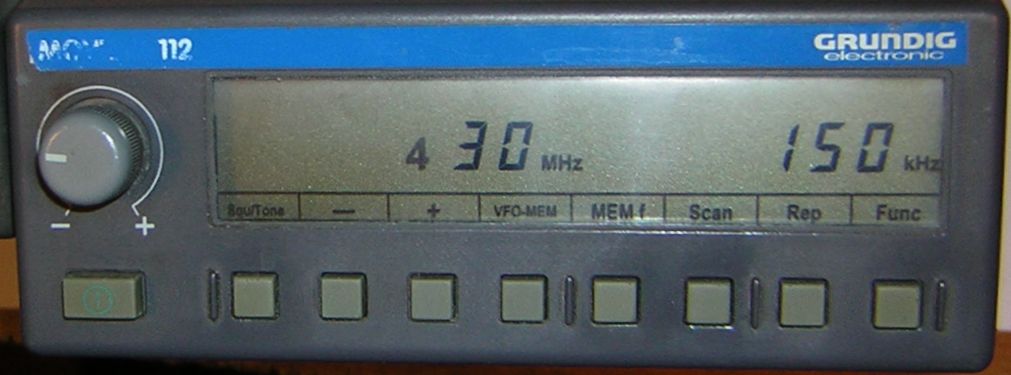 112 GRUNDIG
electronic
4 30 MHz 150 kHz
Squ/Tone — + VFO-MEM MEM f Scan Rep Func
− +